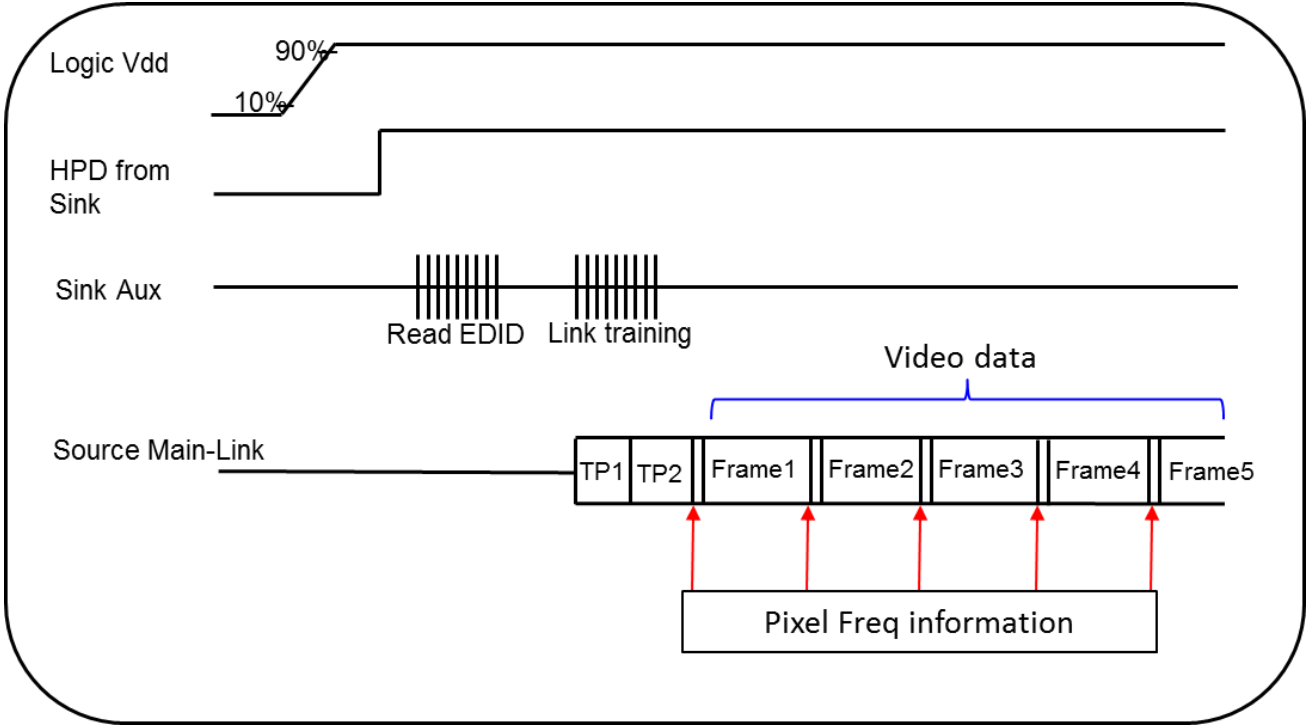 Logic Vdd
90%
10%
HPD from
Sink
Sink Aux
Read EDID
Link training
Video data
Source Main-Link
TP1
TP2
Frame1
Frame2
Frame3
Frame4
Frame5
Pixel Freq information